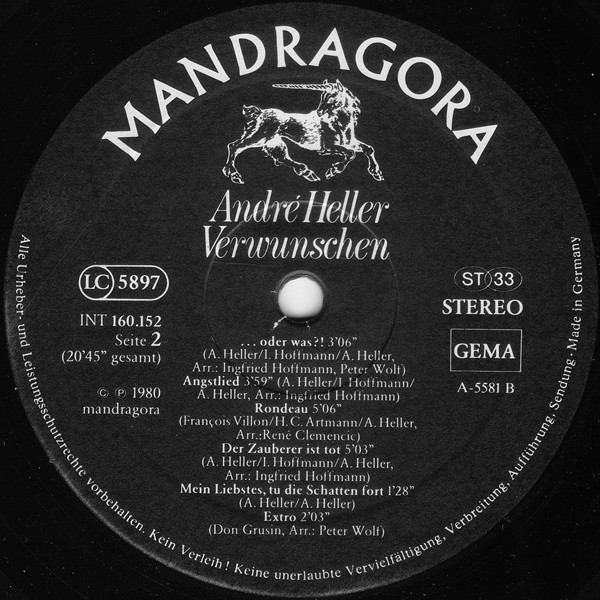 MANDRAGORA
André Heller
Verwunschen
LC 5897
INT 160.152
Seite 2
(20'45" gesamt)
© ℗ 1980
mandragora
ST 33
STEREO
GEMA
A-5581 B
...oder was?! 3'06"
(A. Heller/I. Hoffmann/A. Heller,
Arr.: Ingfried Hoffmann, Peter Wolf)
Angstlied 3'59" (A. Heller/I. Hoffmann/
A. Heller, Arr.: Ingfried Hoffmann)
Rondeau 5'06"
(François Villon/H.C. Artmann/A. Heller,
Arr.:René Clemencic)
Der Zauberer ist tot 5'03"
(A. Heller/I. Hoffmann/A. Heller,
Arr.: Ingfried Hoffmann)
Mein Liebstes, tu die Schatten fort 1'28"
(A. Heller/A. Heller)
Extro 2'03"
(Don Grusin, Arr.: Peter Wolf)
Alle Urheber- und Leistungsschutzrechte vorbehalten. Kein Verleih! Keine unerlaubte Vervielfältigung, Verbreitung, Aufführung, Sendung · Made in Germany